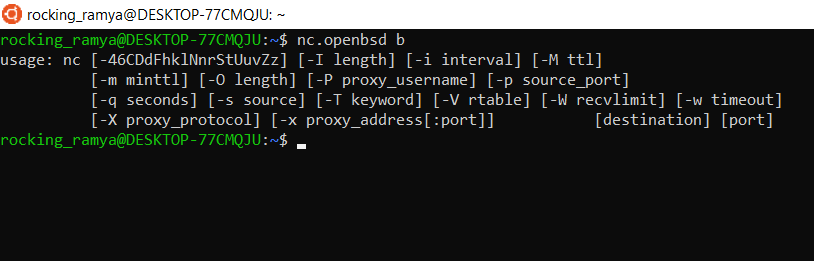 rocking_ramya@DESKTOP-77CMQJU: ~
rocking_ramya@DESKTOP-77CMQJU:~$ nc.openbsd b
usage: nc [-46CDdFhklNnrStUuvZz] [-I length] [-i interval] [-M ttl]
[-m minttl] [-O length] [-P proxy_username] [-p source_port]
[-q seconds] [-s source] [-T keyword] [-V rtable] [-W recvlimit] [-w timeout]
[-X proxy_protocol] [-x proxy_address[:port]] [destination] [port]
rocking_ramya@DESKTOP-77CMQJU:~$